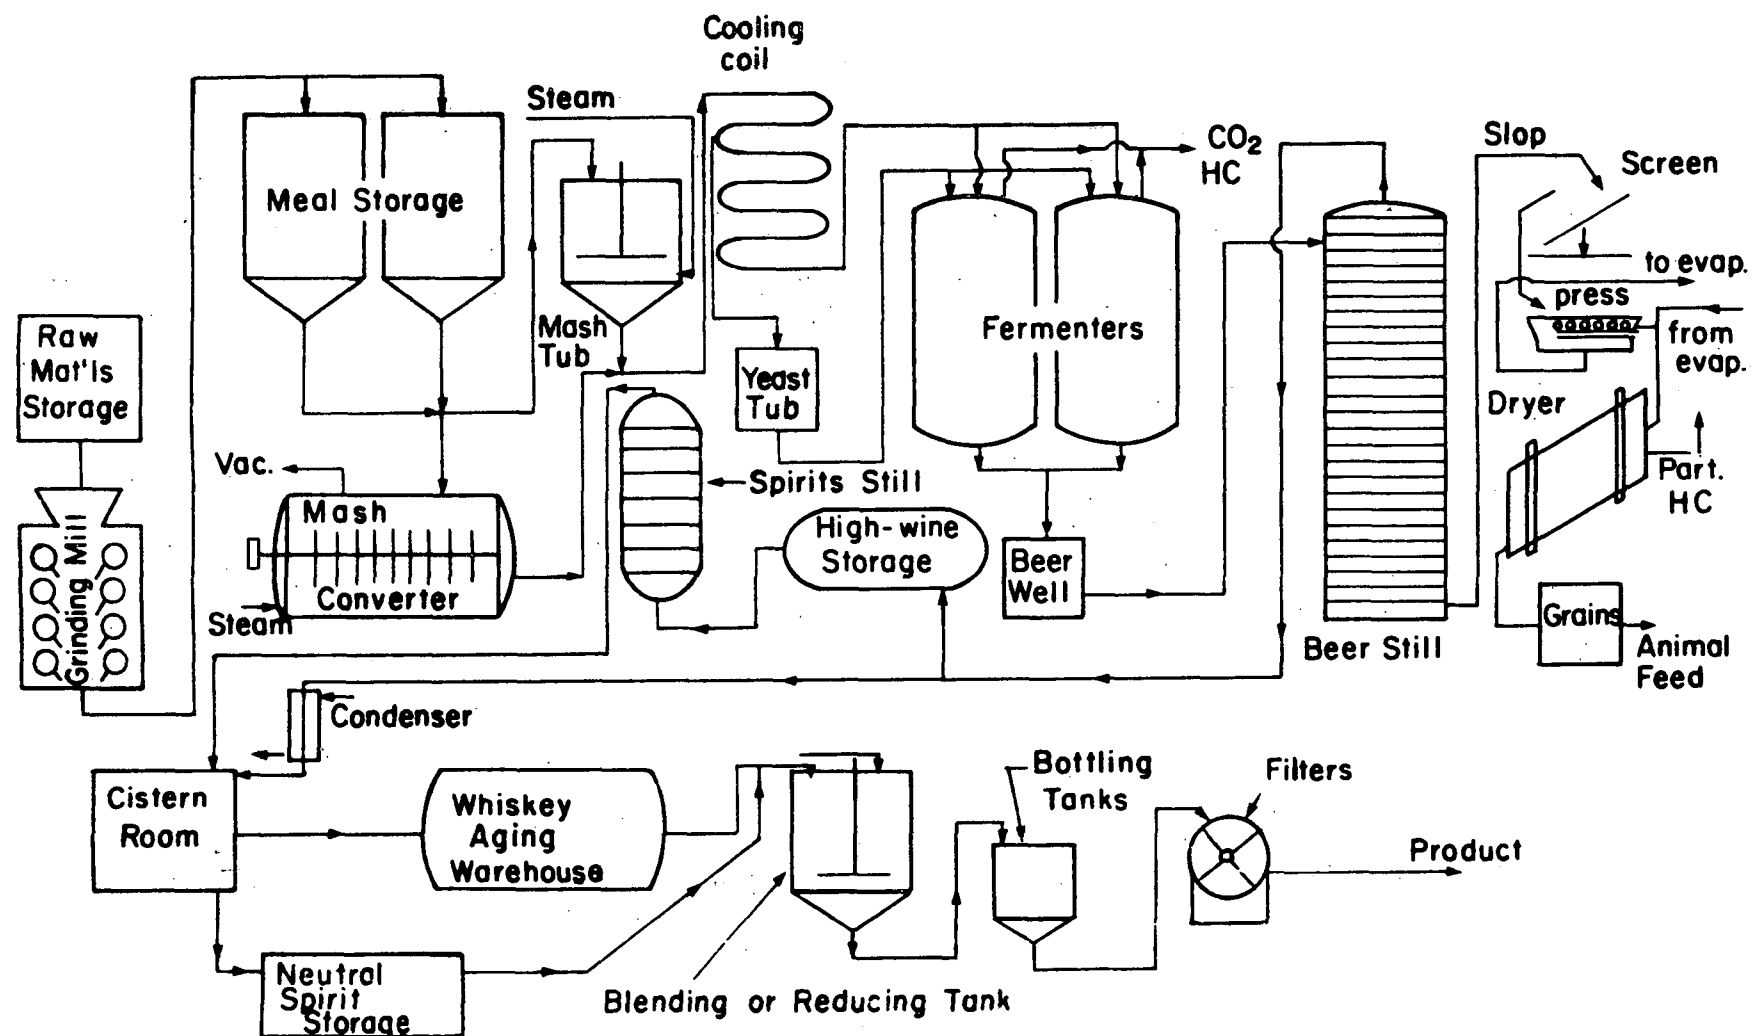 Cooling
coil
Steam
CO2
HC
Slop
Screen
Meal Storage
to evap.
press
from
evap.
Raw
Mat'ls
Storage
Mash
Tub
Yeast
Tub
Fermenters
Dryer
Part.
HC
Vac.
Spirits Still
Mash
Converter
High-wine
Storage
Beer
Well
Grinding Mill
Steam
Grains
Animal
Feed
Beer Still
Condenser
Cistern
Room
Whiskey
Aging
Warehouse
Bottling
Tanks
Filters
Product
Neutral
Spirit
Storage
Blending or Reducing Tank